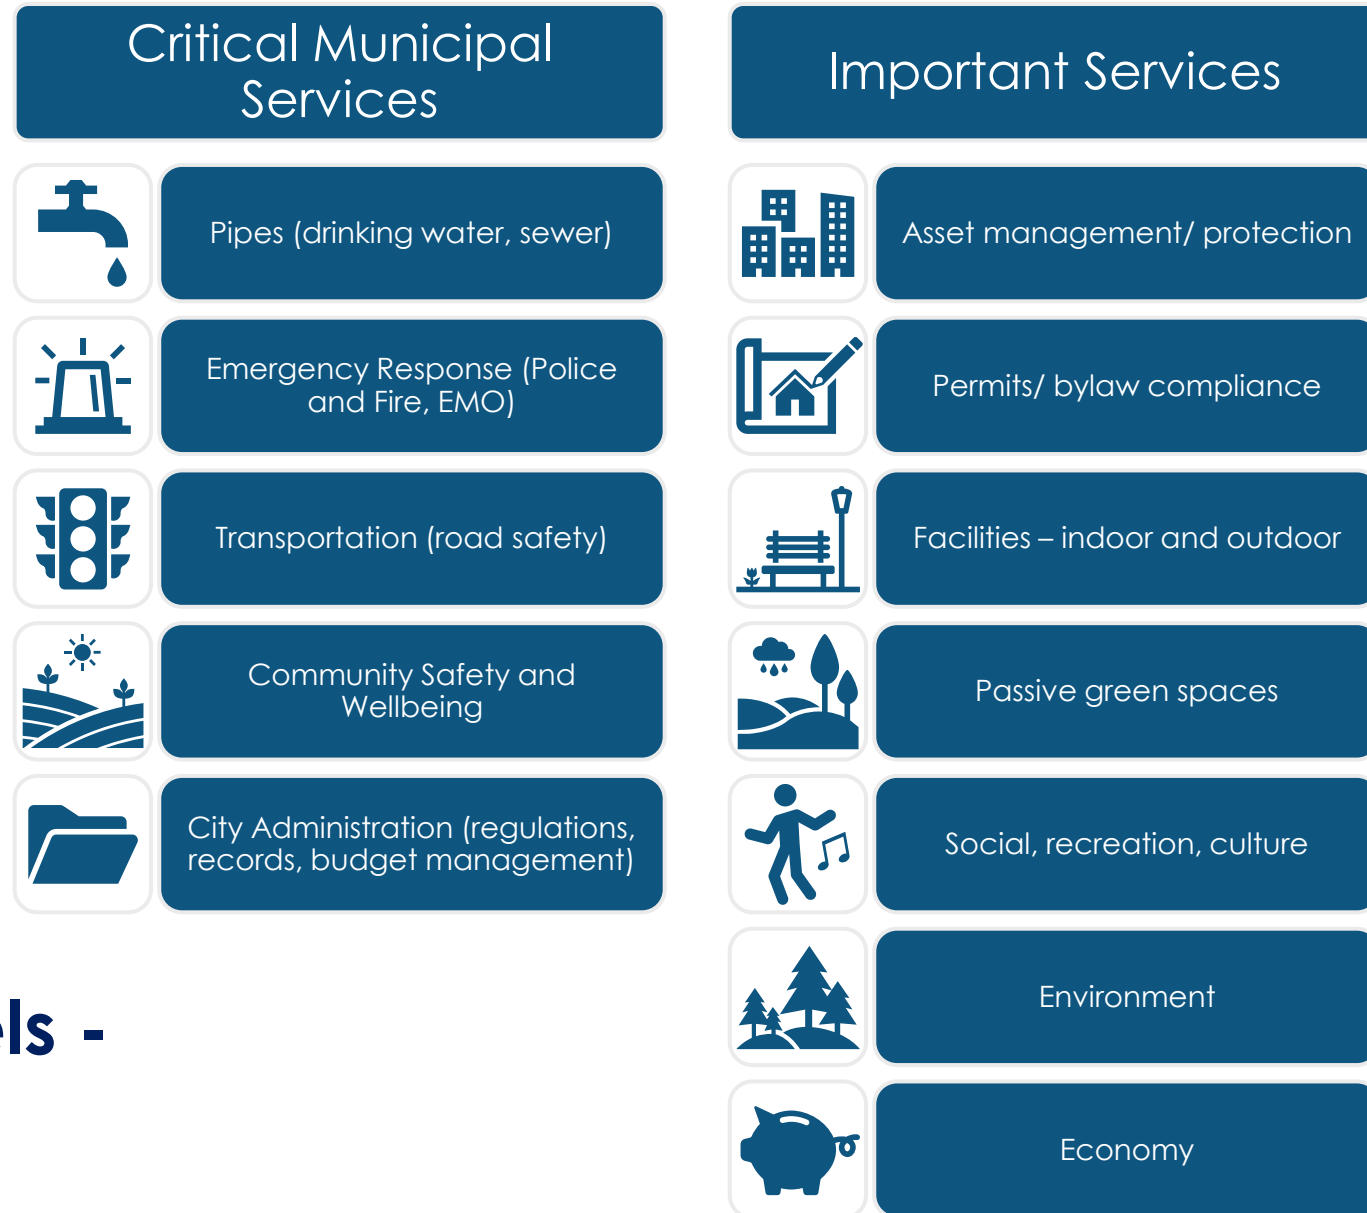 Critical Municipal
Services
Pipes (drinking water, sewer)
Emergency Response (Police
and Fire, EMO)
Transportation (road safety)
Community Safety and
Wellbeing
City Administration (regulations,
records, budget management)
els -
Important Services
Asset management/ protection
Permits/ bylaw compliance
Facilities – indoor and outdoor
Passive green spaces
Social, recreation, culture
Environment
Economy